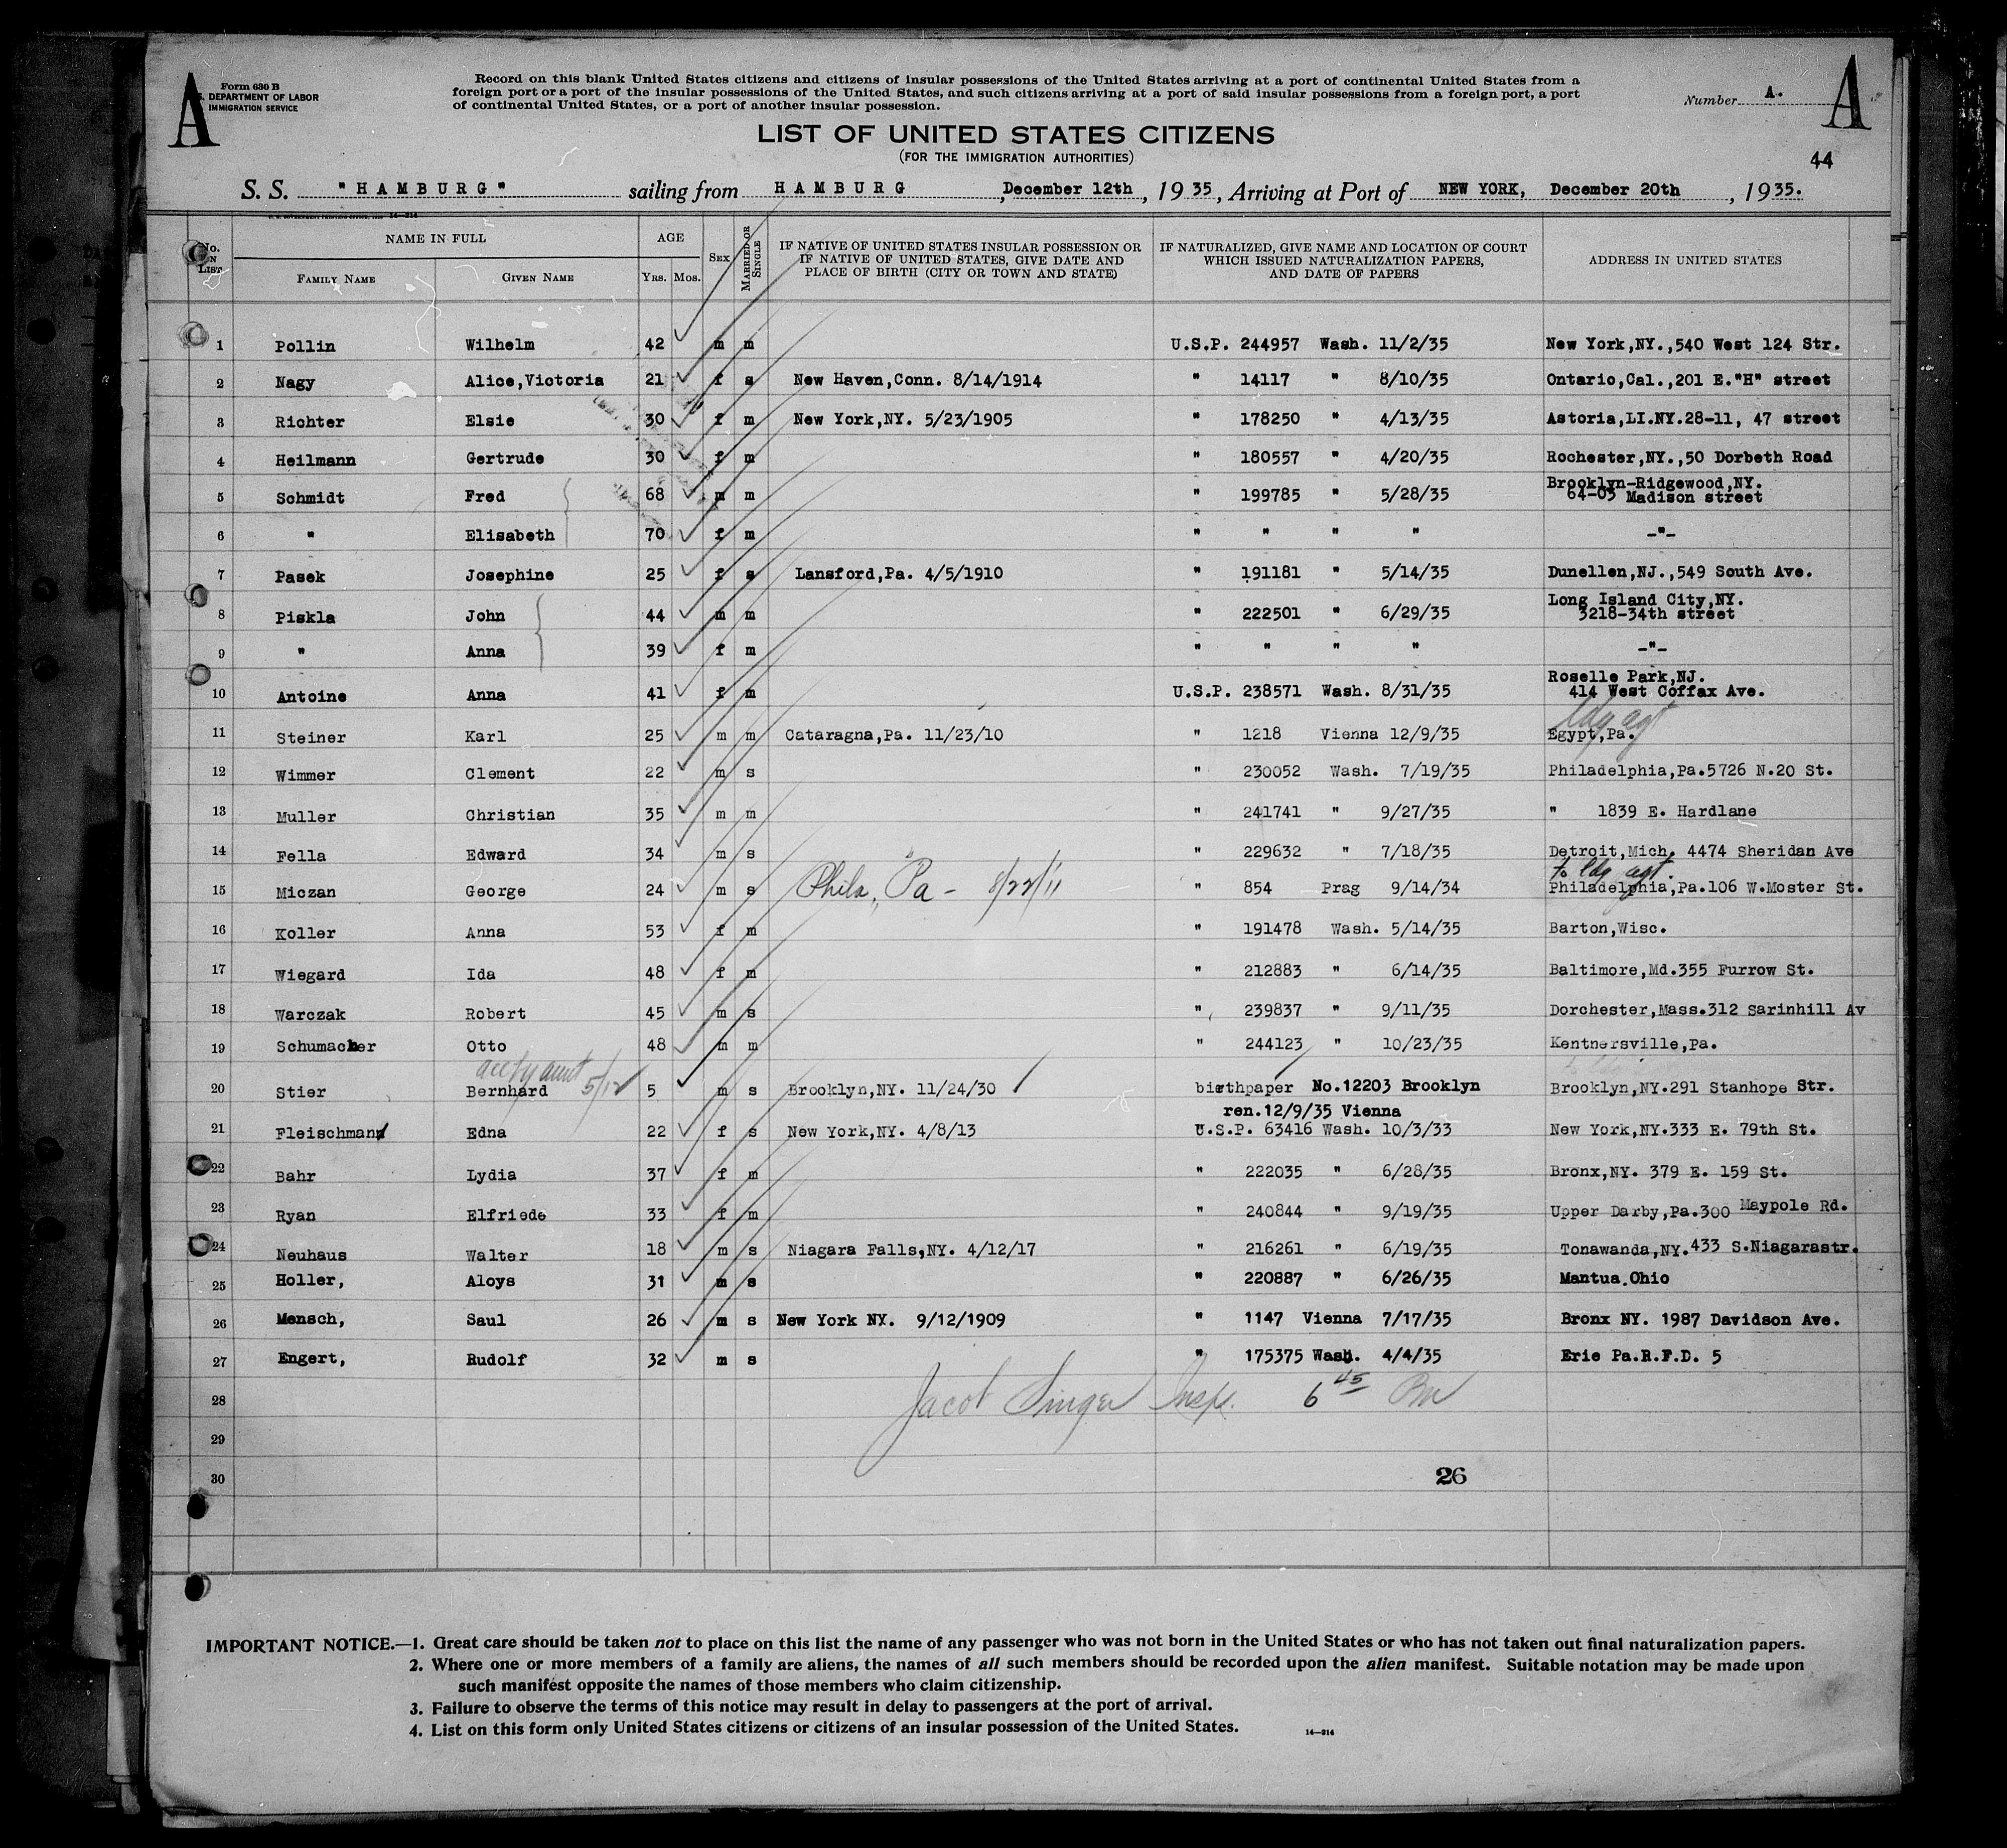 A
Form 630 B
DEPARTMENT OF LABOR
IMMIGRATION SERVICE
Record on this blank United States citizens and citizens of insular possessions of the United States arriving at a port of continental United States from a
foreign port or a port of the insular possessions of the United States, and such citizens arriving at a port of said insular possessions from a foreign port, a port
of continental United States, or a port of another insular possession.
Number A.
A
LIST OF UNITED STATES CITIZENS
(FOR THE IMMIGRATION AUTHORITIES)
44
S. S. "HAMBURG" sailing from HAMBURG, December 12th, 1935, Arriving at Port of NEW YORK, December 20th, 1935.
14—214
No. ON LIST
NAME IN FULL
FAMILY NAME
GIVEN NAME
AGE
YRS. MOS.
SEX
MARRIED OR SINGLE
IF NATIVE OF UNITED STATES INSULAR POSSESSION OR
IF NATIVE OF UNITED STATES, GIVE DATE AND
PLACE OF BIRTH (CITY OR TOWN AND STATE)
IF NATURALIZED, GIVE NAME AND LOCATION OF COURT
WHICH ISSUED NATURALIZATION PAPERS,
AND DATE OF PAPERS
ADDRESS IN UNITED STATES
1 Pollin Wilhelm 42 m m U.S.P. 244957 Wash. 11/2/35 New York,NY.,540 West 124 Str.
2 Nagy Alice,Victoria 21 f s New Haven,Conn. 8/14/1914 " 14117 " 8/10/35 Ontario,Cal.,201 E."H" street
3 Richter Elsie 30 f m New York,NY. 5/23/1905 " 178250 " 4/13/35 Astoria,LI.NY.28-11, 47 street
4 Heilmann Gertrude 30 f m " 180557 " 4/20/35 Rochester,NY.,50 Dorbeth Road
5 Schmidt Fred 68 m m " 199785 " 5/28/35 Brooklyn-Ridgewood,NY.
64-03 Madison street
6 " Elisabeth 70 f m " " " " -"-
7 Pasek Josephine 25 f s Lansford,Pa. 4/5/1910 " 191181 " 5/14/35 Dunellen,NJ.,549 South Ave.
8 Piskla John 44 m m " 222501 " 6/29/35 Long Island City,NY.
3218-34th street
9 " Anna 39 f m " " " " -"-
10 Antoine Anna 41 f m U.S.P. 238571 Wash. 8/31/35 Roselle Park,NJ.
414 West Coffax Ave.
ldg agt
11 Steiner Karl 25 m m Cataragna,Pa. 11/23/10 " 1218 Vienna 12/9/35 Egypt,Pa.
12 Wimmer Clement 22 m s " 230052 Wash. 7/19/35 Philadelphia,Pa.5726 N.20 St.
13 Muller Christian 35 m m " 241741 " 9/27/35 " 1839 E. Hardlane
14 Fella Edward 34 m s " 229632 " 7/18/35 Detroit,Mich. 4474 Sheridan Ave
to ldg agt.
15 Miczan George 24 m s Phila, Pa - 8/22/11 " 854 Prag 9/14/34 Philadelphia,Pa.106 W.Moster St.
16 Koller Anna 53 f m " 191478 Wash. 5/14/35 Barton,Wisc.
17 Wiegard Ida 48 f m " 212883 " 6/14/35 Baltimore,Md.355 Furrow St.
18 Warczak Robert 45 m s " 239837 " 9/11/35 Dorchester,Mass.312 Sarinhill Av
19 Schumacher Otto 48 m m " 244123 " 10/23/35 Kentnersville,Pa.
aunt 5/12
20 Stier Bernhard 5 m s Brooklyn,NY. 11/24/30 birthpaper No.12203 Brooklyn Brooklyn,NY.291 Stanhope Str.
ren.12/9/35 Vienna
21 Fleischmann Edna 22 f s New York,NY. 4/8/13 U.S.P. 63416 Wash. 10/3/33 New York,NY.333 E. 79th St.
22 Bahr Lydia 37 f m " 222035 " 6/28/35 Bronx,NY. 379 E. 159 St.
23 Ryan Elfriede 33 f m " 240844 " 9/19/35 Upper Darby,Pa.300 Maypole Rd.
24 Neuhaus Walter 18 m s Niagara Falls,NY. 4/12/17 " 216261 " 6/19/35 Tonawanda,NY.433 S.Niagarastr.
25 Holler, Aloys 31 m s " 220887 " 6/26/35 Mantua.Ohio
26 Mensch, Saul 26 m s New York NY. 9/12/1909 " 1147 Vienna 7/17/35 Bronx NY. 1987 Davidson Ave.
27 Engert, Rudolf 32 m s " 175375 Wash. 4/4/35 Erie Pa.R.F.D. 5
28 Jacob Singer Insp. 6 45 Pm
29
30
26
IMPORTANT NOTICE.—1. Great care should be taken not to place on this list the name of any passenger who was not born in the United States or who has not taken out final naturalization papers.
2. Where one or more members of a family are aliens, the names of all such members should be recorded upon the alien manifest. Suitable notation may be made upon
such manifest opposite the names of those members who claim citizenship.
3. Failure to observe the terms of this notice may result in delay to passengers at the port of arrival.
4. List on this form only United States citizens or citizens of an insular possession of the United States.
14—214